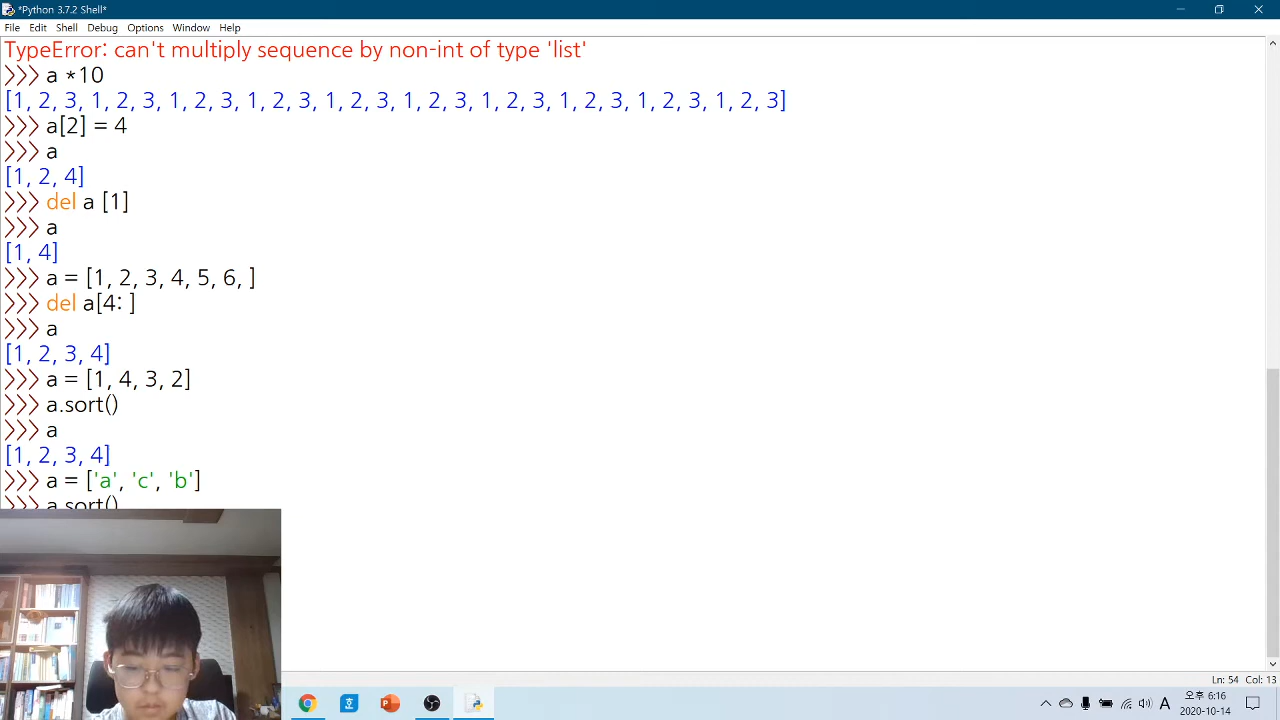 *Python 3.7.2 Shell*
File Edit Shell Debug Options Window Help
TypeError: can't multiply sequence by non-int of type 'list'
>>> a *10
[1, 2, 3, 1, 2, 3, 1, 2, 3, 1, 2, 3, 1, 2, 3, 1, 2, 3, 1, 2, 3, 1, 2, 3, 1, 2, 3, 1, 2, 3]
>>> a[2] = 4
>>> a
[1, 2, 4]
>>> del a [1]
>>> a
[1, 4]
>>> a = [1, 2, 3, 4, 5, 6, ]
>>> del a[4: ]
>>> a
[1, 2, 3, 4]
>>> a = [1, 4, 3, 2]
>>> a.sort()
>>> a
[1, 2, 3, 4]
>>> a = ['a', 'c', 'b']
>>> a.sort()
Ln: 54 Col: 13
A 오후 6:16
2020-10-14